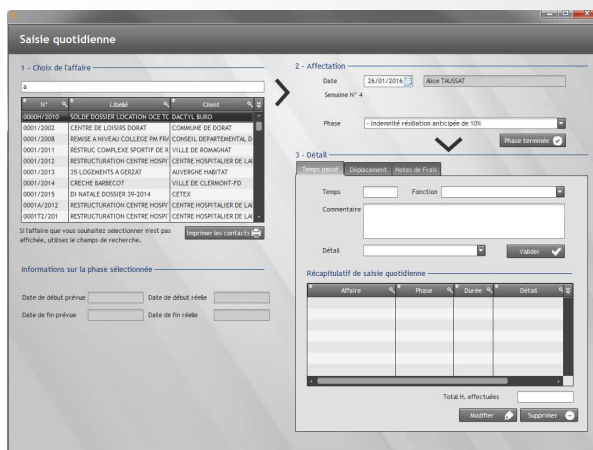 Saisie quotidienne
1 - Choix de l'affaire
a
N° Libellé Client
0000H/2010 SOLDE DOSSIER LOCATION OCE TC DACTYL BURO
0001/2002 CENTRE DE LOISIRS DORAT COMMUNE DE DORAT
0001/2008 REMISE A NIVEAU COLLEGE PM FRA CONSEIL DEPARTEMENTAL D
0001/2011 RESTRUC COMPLEXE SPORTIF DE R VILLE DE ROMAGNAT
0001/2012 RESTRUCTURATION CENTRE HOSPIT CENTRE HOSPITALIER DE LAI
0001/2013 35 LOGEMENTS A GERZAT AUVERGNE HABITAT
0001/2014 CRECHE BARBECOT VILLE DE CLERMONT-FD
0001/2015 DI NATALE DOSSIER 39-2014 CETEX
0001A/2012 RESTRUCTURATION CENTRE HOSPIT CENTRE HOSPITALIER DE LAI
0001T2/201 RESTRUCTURATION CENTRE HOSPIT CENTRE HOSPITALIER DE LAI
Si l'affaire que vous souhaitez selectionner n'est pas
affichée, utilisez le champs de recherche.
Imprimer les contacts
Informations sur la phase sélectionnée
Date de début prévue Date de début réelle
Date de fin prévue Date de fin réelle
2 - Affectation
Date 26/01/2016 Alice TAUSSAT
Semaine N° 4
Phase - Indemnité résiliation anticipée de 10%
Phase terminée
3 - Détail
Temps passé Déplacement Notes de Frais
Temps Fonction
Commentaire
Détail Valider
Récapitulatif de saisie quotidienne
Affaire Phase Durée Détail
Total H. effectuées
Modifier Supprimer